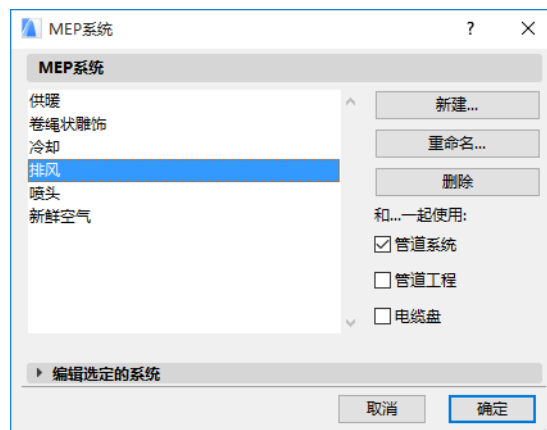 MEP系统
?
MEP系统
供暖
卷绳状雕饰
冷却
排风
喷头
新鲜空气
新建...
重命名...
删除
和...一起使用:
管道系统
管道工程
电缆盘
编辑选定的系统
取消
确定